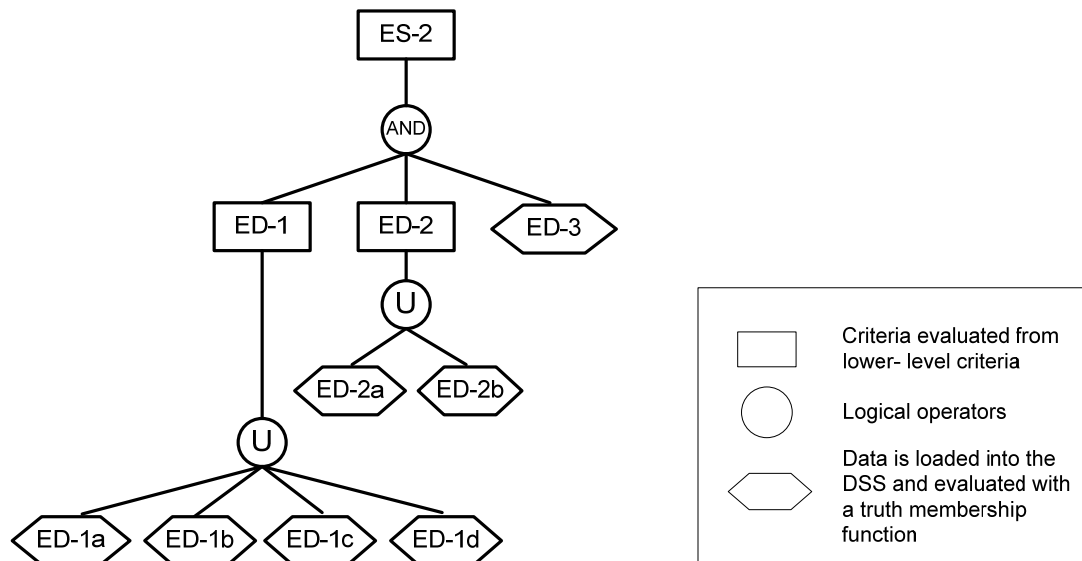 ES-2
AND
ED-1
ED-2
ED-3
U
ED-2a
ED-2b
U
ED-1a
ED-1b
ED-1c
ED-1d
Criteria evaluated from
lower- level criteria
Logical operators
Data is loaded into the
DSS and evaluated with
a truth membership
function